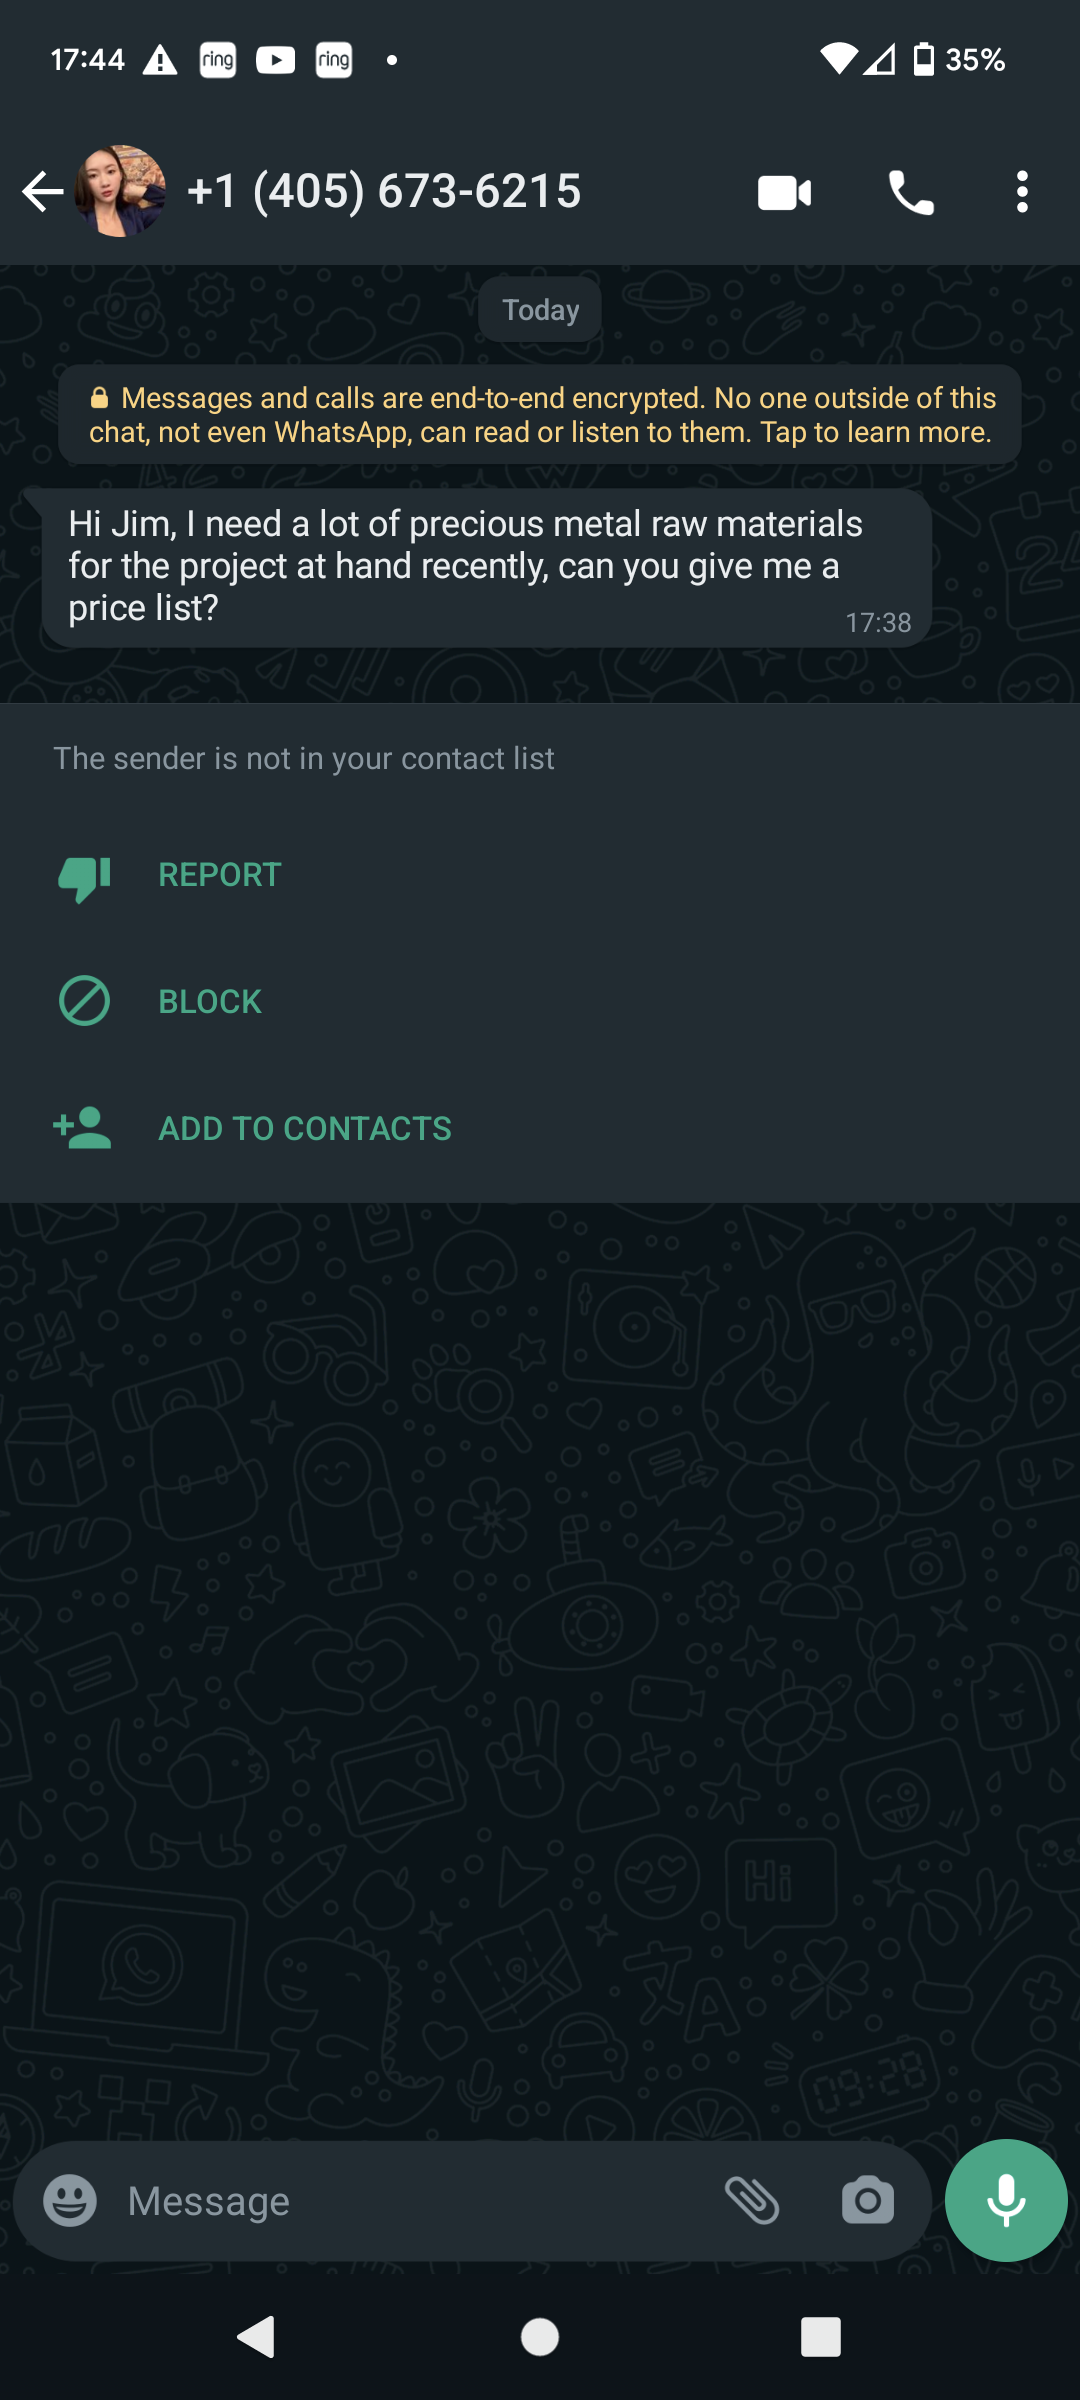 17:44 ring ring 35%
+1 (405) 673-6215
Today
Messages and calls are end-to-end encrypted. No one outside of this
chat, not even WhatsApp, can read or listen to them. Tap to learn more.
Hi Jim, I need a lot of precious metal raw materials
for the project at hand recently, can you give me a
price list?
17:38
The sender is not in your contact list
REPORT
BLOCK
ADD TO CONTACTS
Hi
09:28
Message